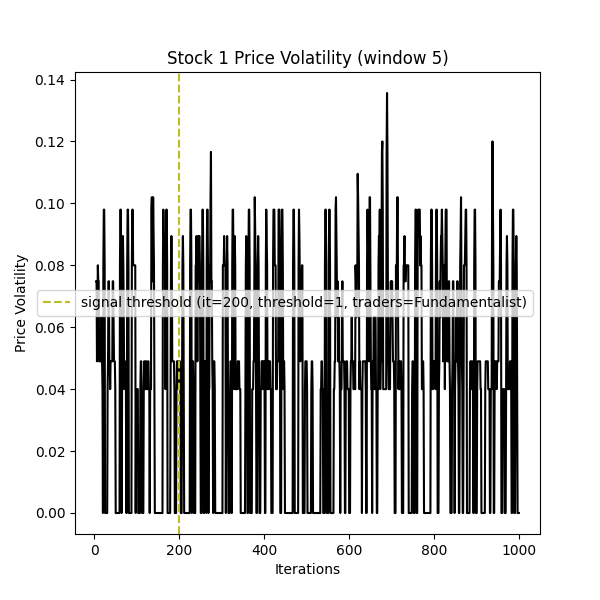 Stock 1 Price Volatility (window 5)
0.14
0.12
0.10
0.08
0.06
0.04
0.02
0.00
Price Volatility
signal threshold (it=200, threshold=1, traders=Fundamentalist)
0 200 400 600 800 1000
Iterations